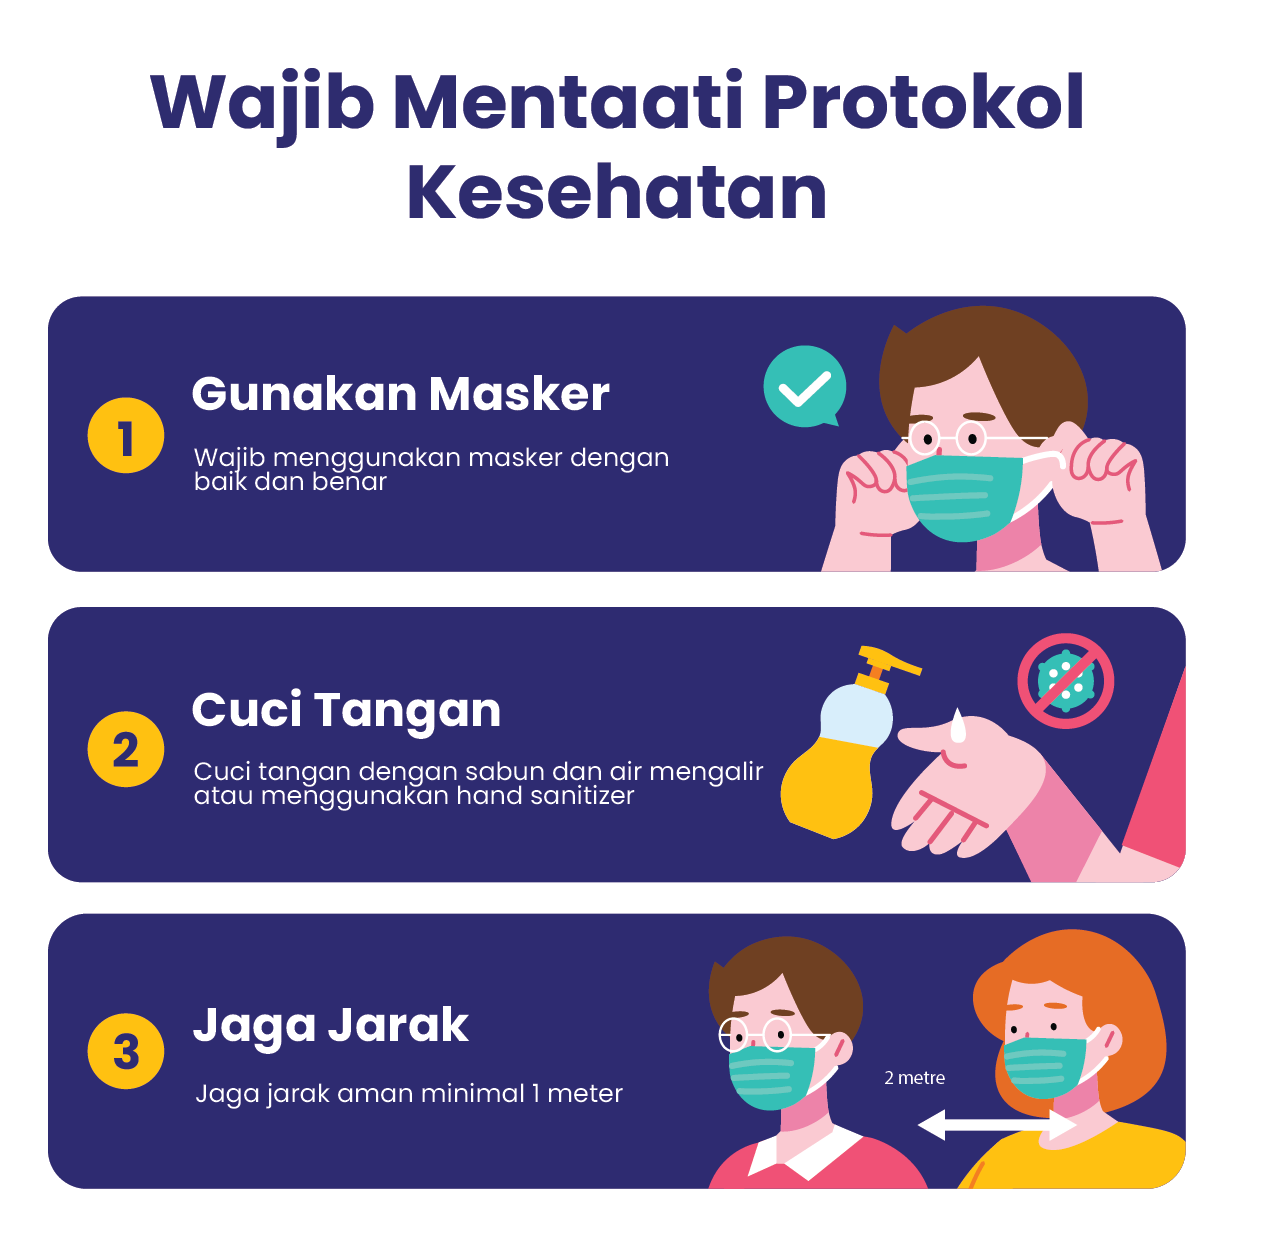 Wajib Mentaati Protokol
Kesehatan
1
Gunakan Masker
Wajib menggunakan masker dengan
baik dan benar
2
Cuci Tangan
Cuci tangan dengan sabun dan air mengalir
atau menggunakan hand sanitizer
3
Jaga Jarak
Jaga jarak aman minimal 1 meter
2 metre